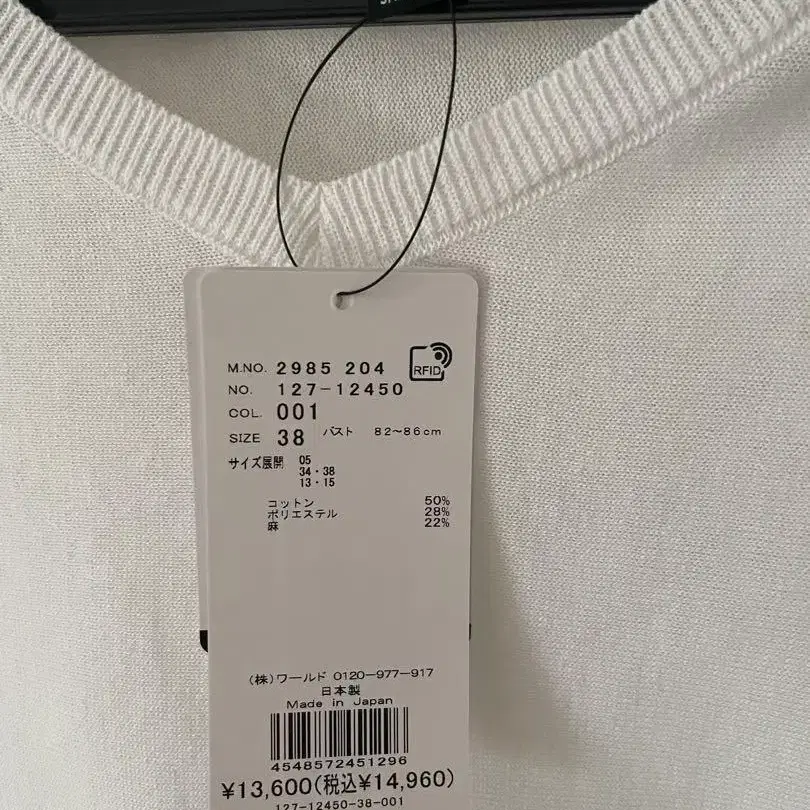 M.NO. 2985 204
RFID
NO. 127-12450
COL. 001
SIZE 38 バスト 82~86cm
サイズ展開 05
34・38
13・15
コットン 50%
ポリエステル 28%
麻 22%
(株)ワールド 0120-977-917
日本製
Made in Japan
4548572451296
¥13,600(税込¥14,960)
127-12450-38-001